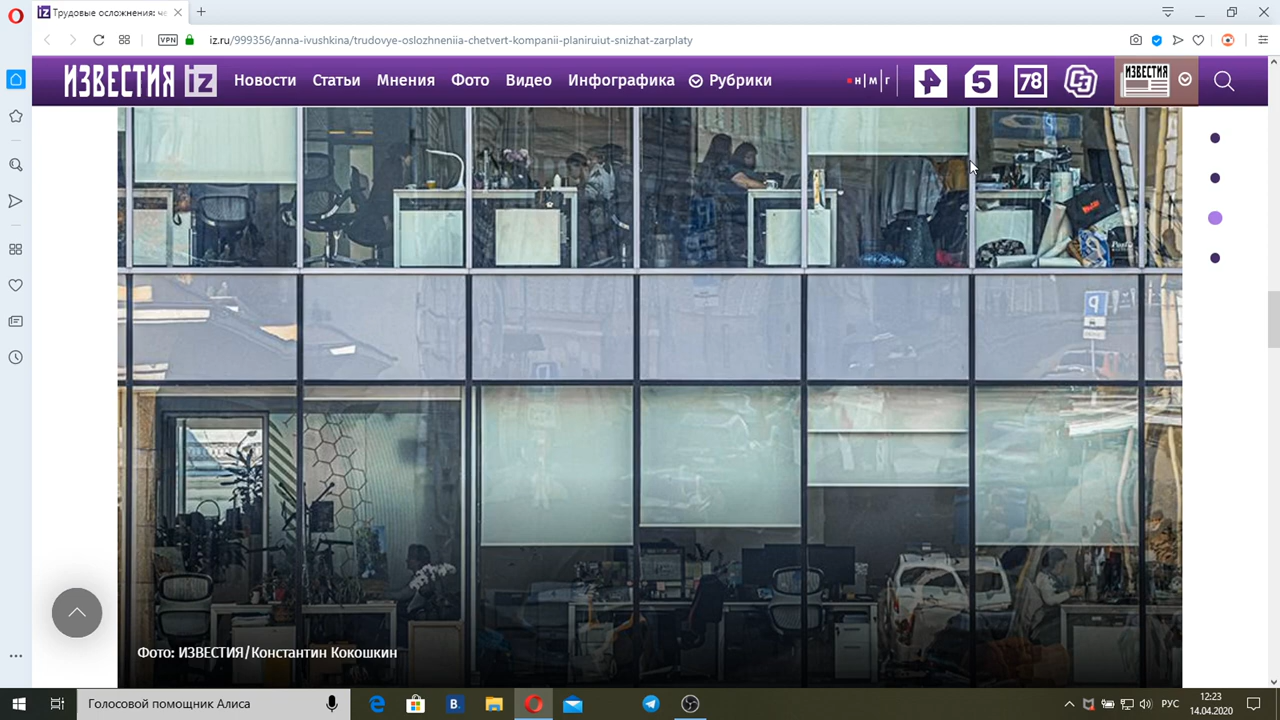 Трудовые осложнения: че
VPN
iz.ru/999356/anna-ivushkina/trudovye-oslozhneniia-chetvert-kompanii-planiruiut-snizhat-zarplaty
ИЗВЕСТИЯ iz
Новости Статьи Мнения Фото Видео Инфографика Рубрики
н|м|г
5
78
ИЗВЕСТИЯ
P
Фото: ИЗВЕСТИЯ/Константин Кокошкин
Голосовой помощник Алиса
B.
РУС
12:23
14.04.2020